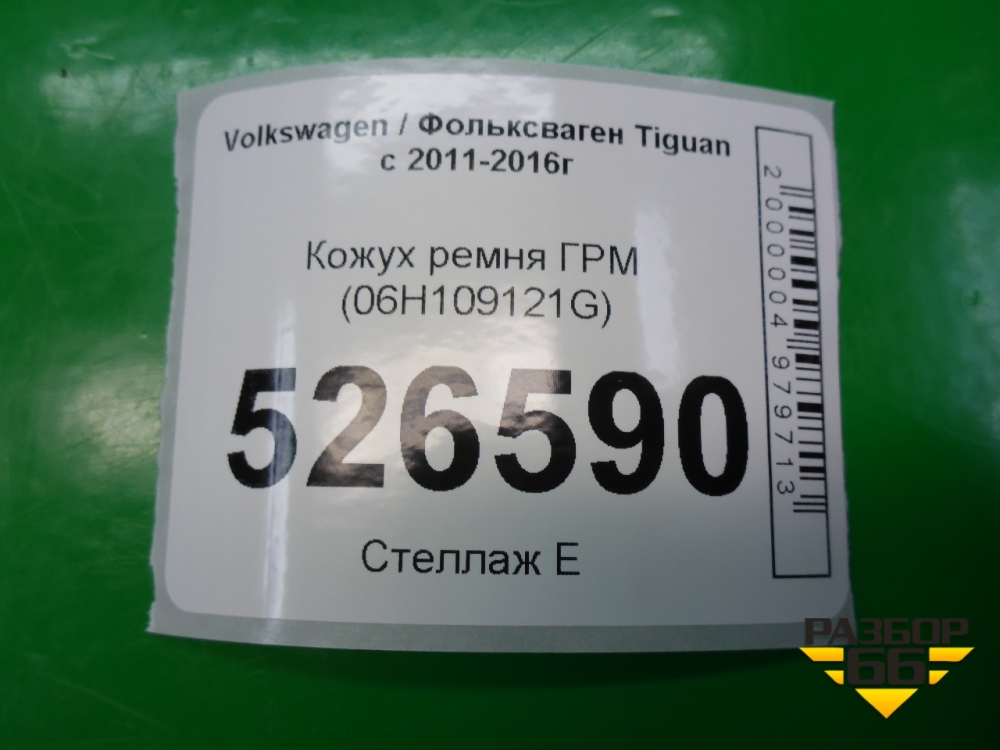 Volkswagen / Фольксваген Tiguan
с 2011-2016г
Кожух ремня ГРМ
(06H109121G)
526590
Стеллаж Е
2000004979713
РАЗБОР
66